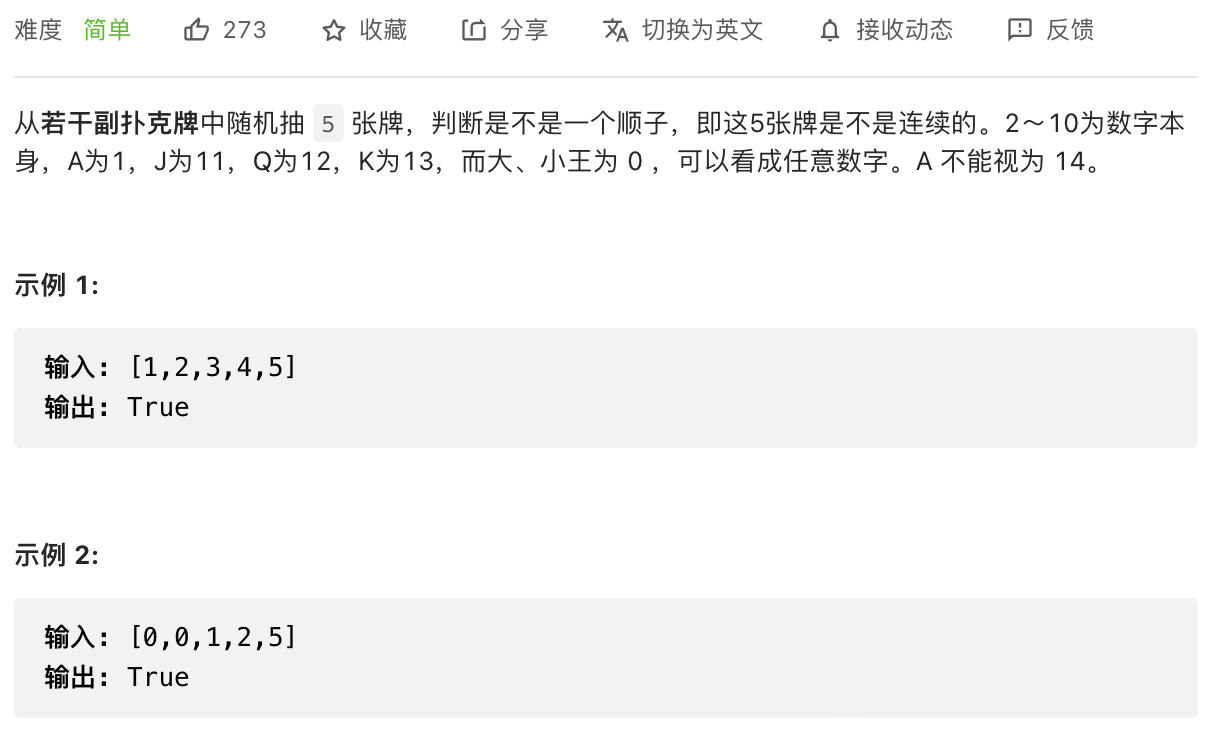 难度 简单 273 收藏 分享 切换为英文 接收动态 反馈
从若干副扑克牌中随机抽 5 张牌，判断是不是一个顺子，即这5张牌是不是连续的。2～10为数字本
身，A为1，J为11，Q为12，K为13，而大、小王为 0 ，可以看成任意数字。A 不能视为 14。
示例 1:
输入: [1,2,3,4,5]
输出: True
示例 2:
输入: [0,0,1,2,5]
输出: True